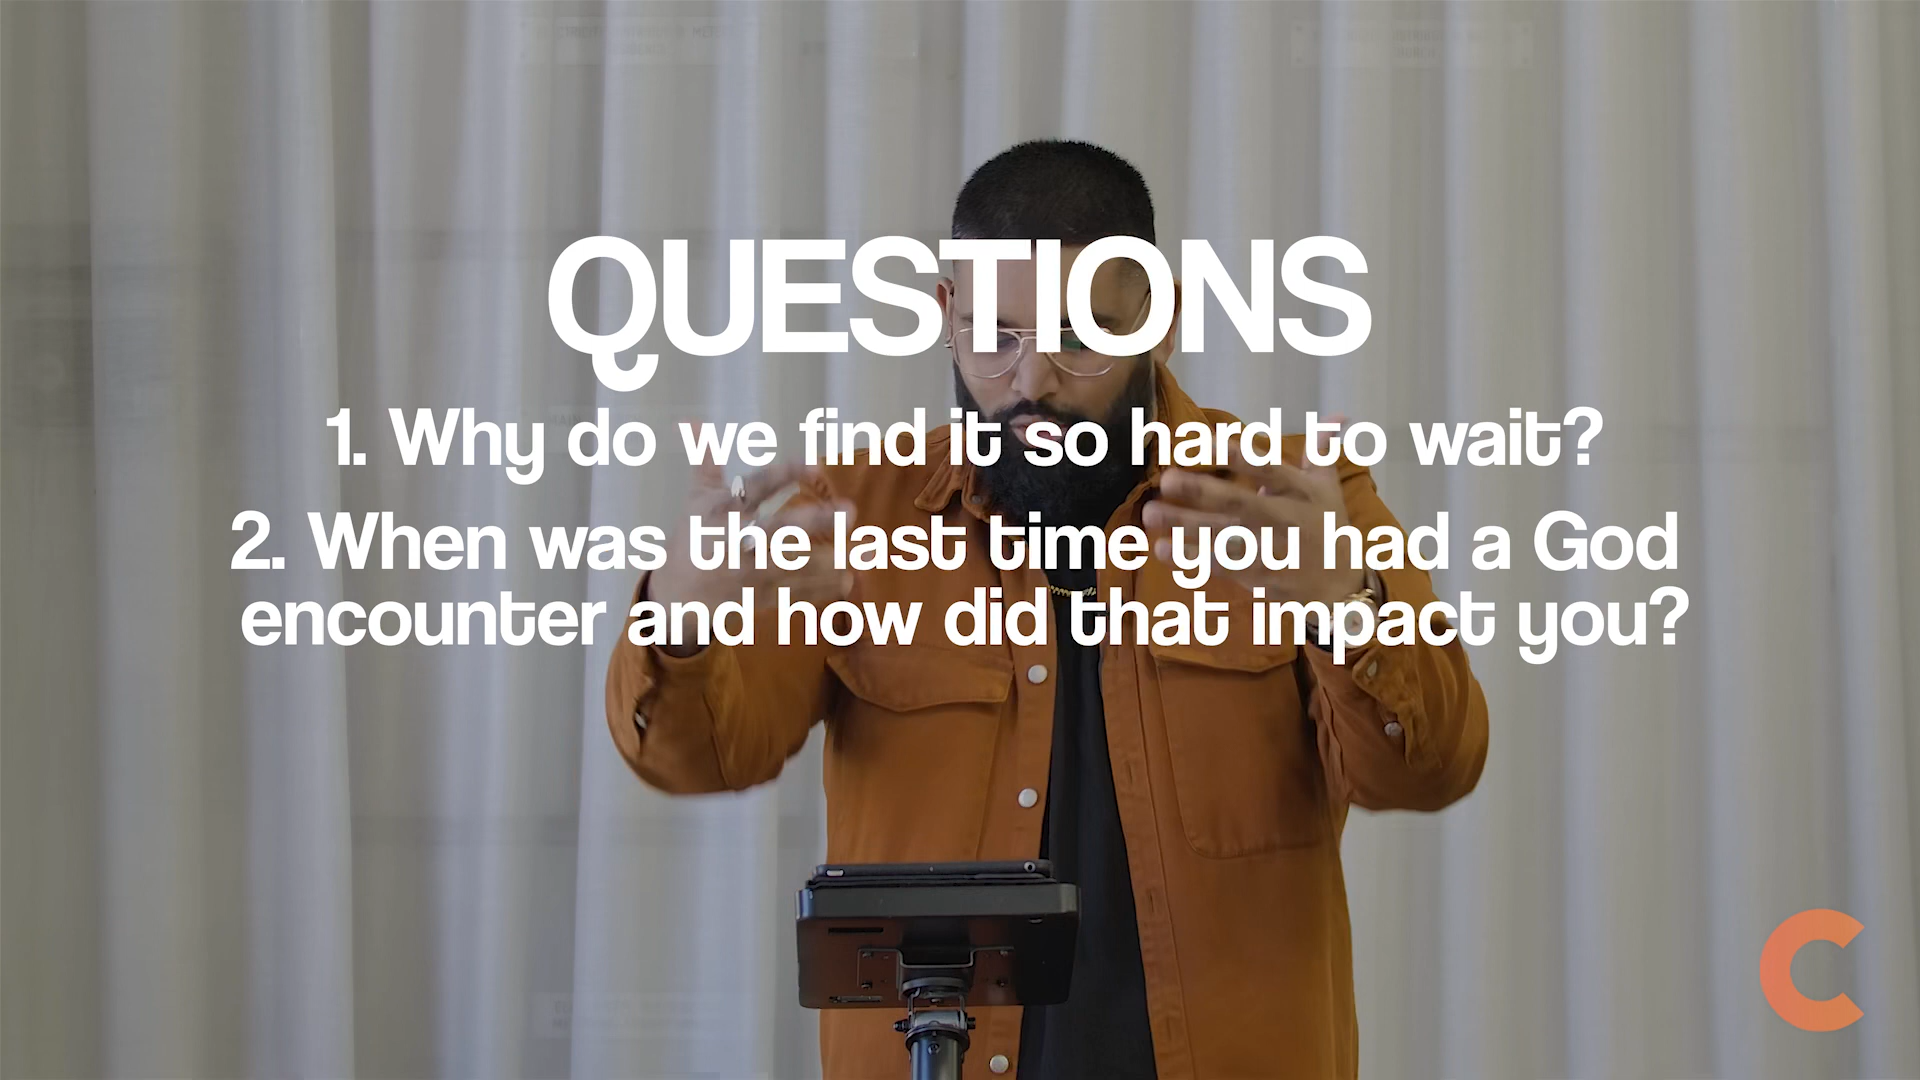 QUESTIONS
1. Why do we find it so hard to wait?
2. When was the last time you had a God
encounter and how did that impact you?
C